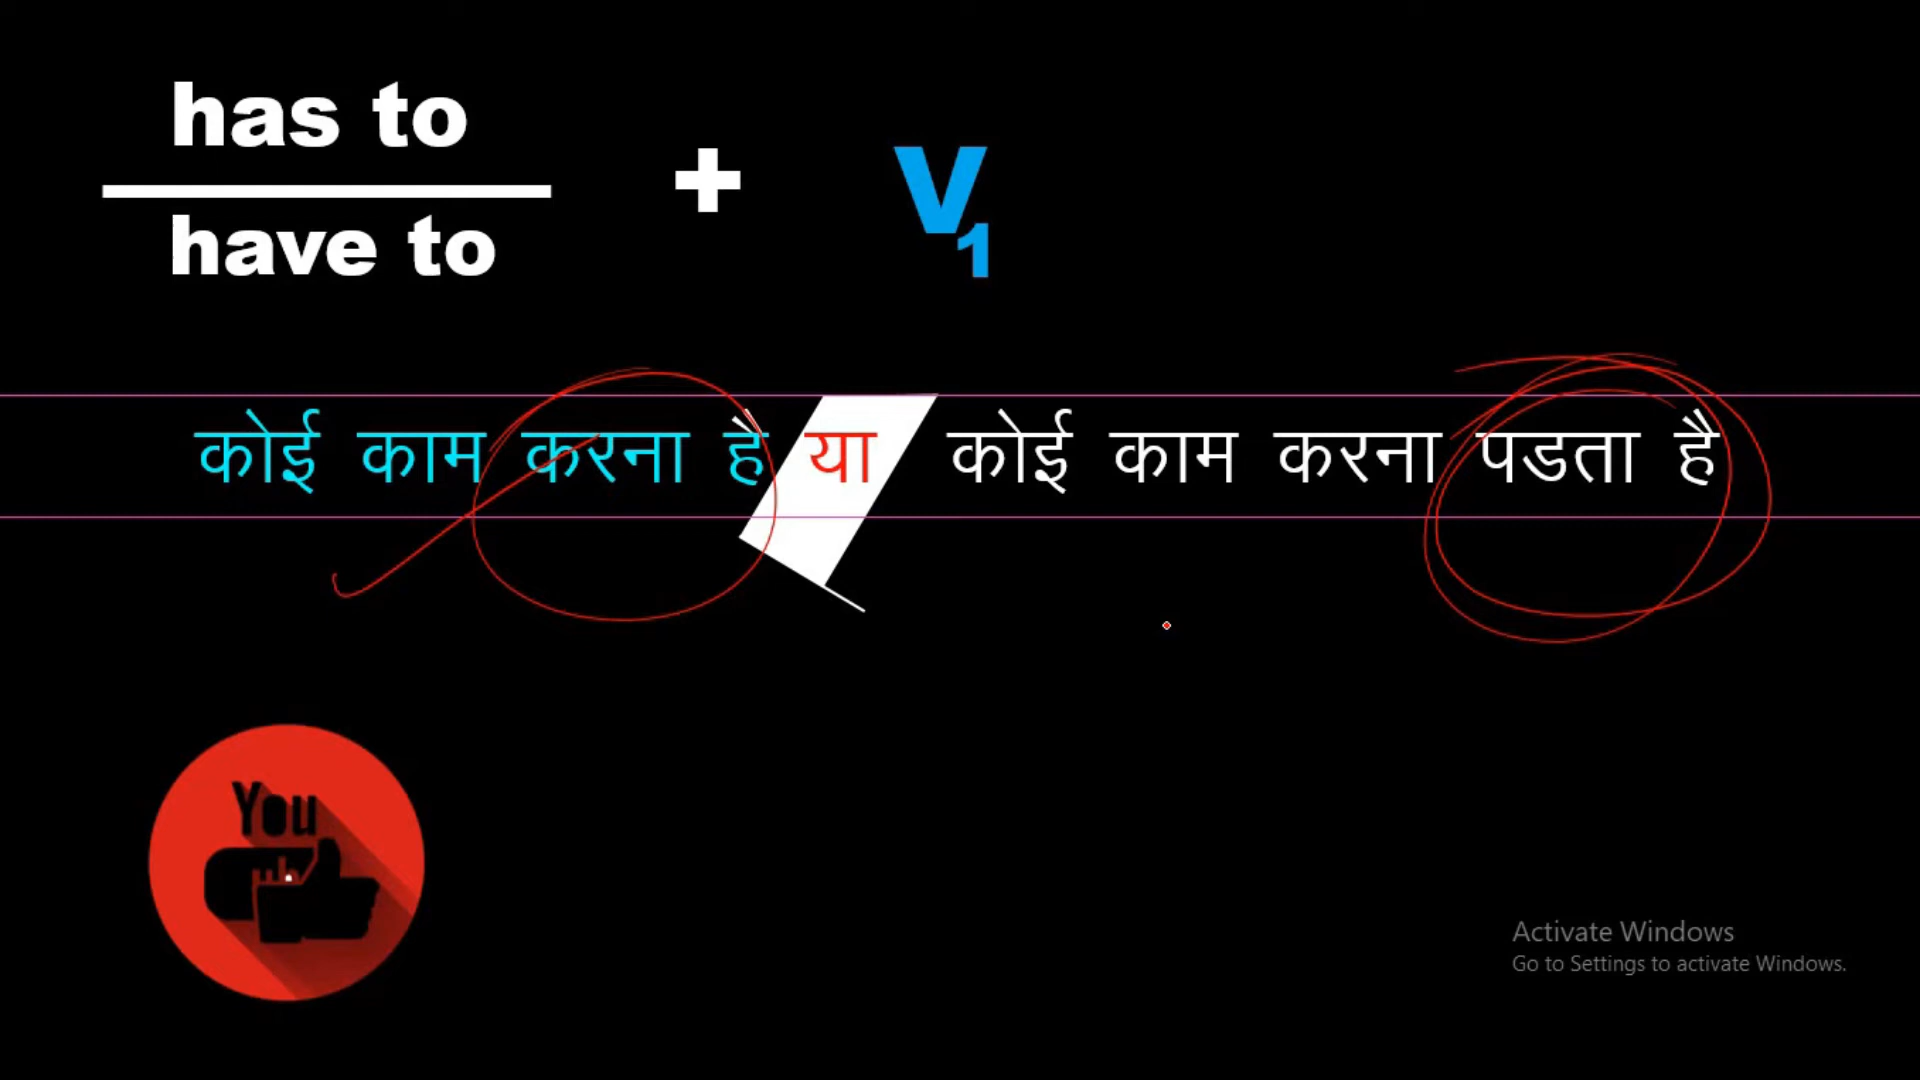 has to
have to
+
V1
कोई काम करना है या कोई काम करना पडता है
You
Activate Windows
Go to Settings to activate Windows.